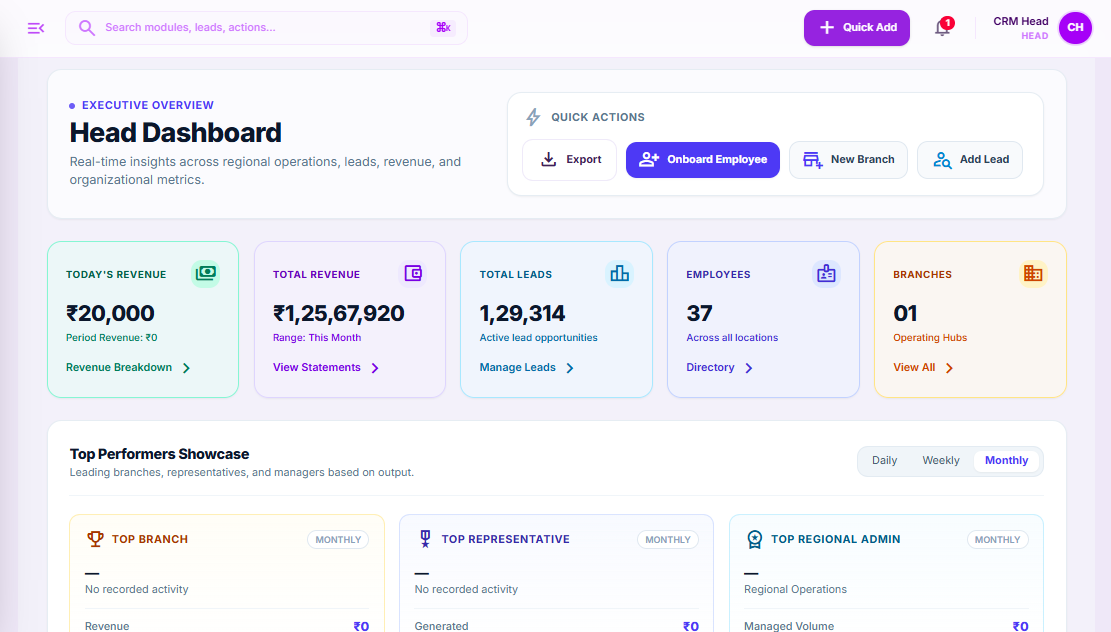 Search modules, leads, actions...
⌘K
Quick Add
1
CRM Head
HEAD
CH
EXECUTIVE OVERVIEW
Head Dashboard
Real-time insights across regional operations, leads, revenue, and
organizational metrics.
QUICK ACTIONS
Export
Onboard Employee
New Branch
Add Lead
TODAY'S REVENUE
₹20,000
Period Revenue: ₹0
Revenue Breakdown
TOTAL REVENUE
₹1,25,67,920
Range: This Month
View Statements
TOTAL LEADS
1,29,314
Active lead opportunities
Manage Leads
EMPLOYEES
37
Across all locations
Directory
BRANCHES
01
Operating Hubs
View All
Top Performers Showcase
Leading branches, representatives, and managers based on output.
Daily
Weekly
Monthly
TOP BRANCH
MONTHLY
—
No recorded activity
Revenue
₹0
TOP REPRESENTATIVE
MONTHLY
—
No recorded activity
Generated
₹0
TOP REGIONAL ADMIN
MONTHLY
—
Regional Operations
Managed Volume
₹0